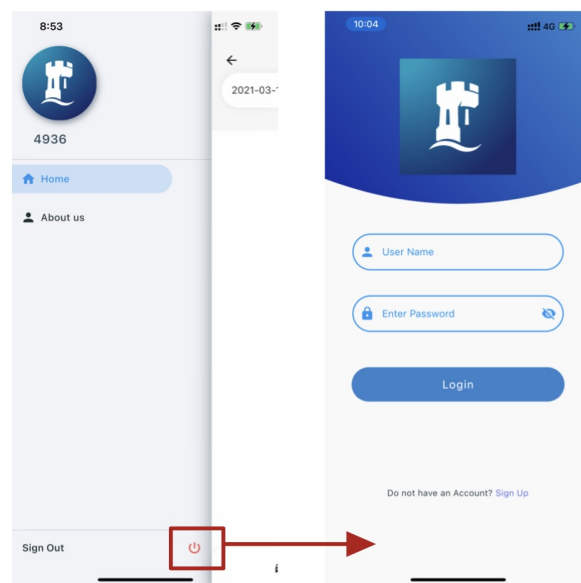 8:53
4936
Home
About us
Sign Out
2021-03-
10:04
4G
User Name
Enter Password
Login
Do not have an Account? Sign Up